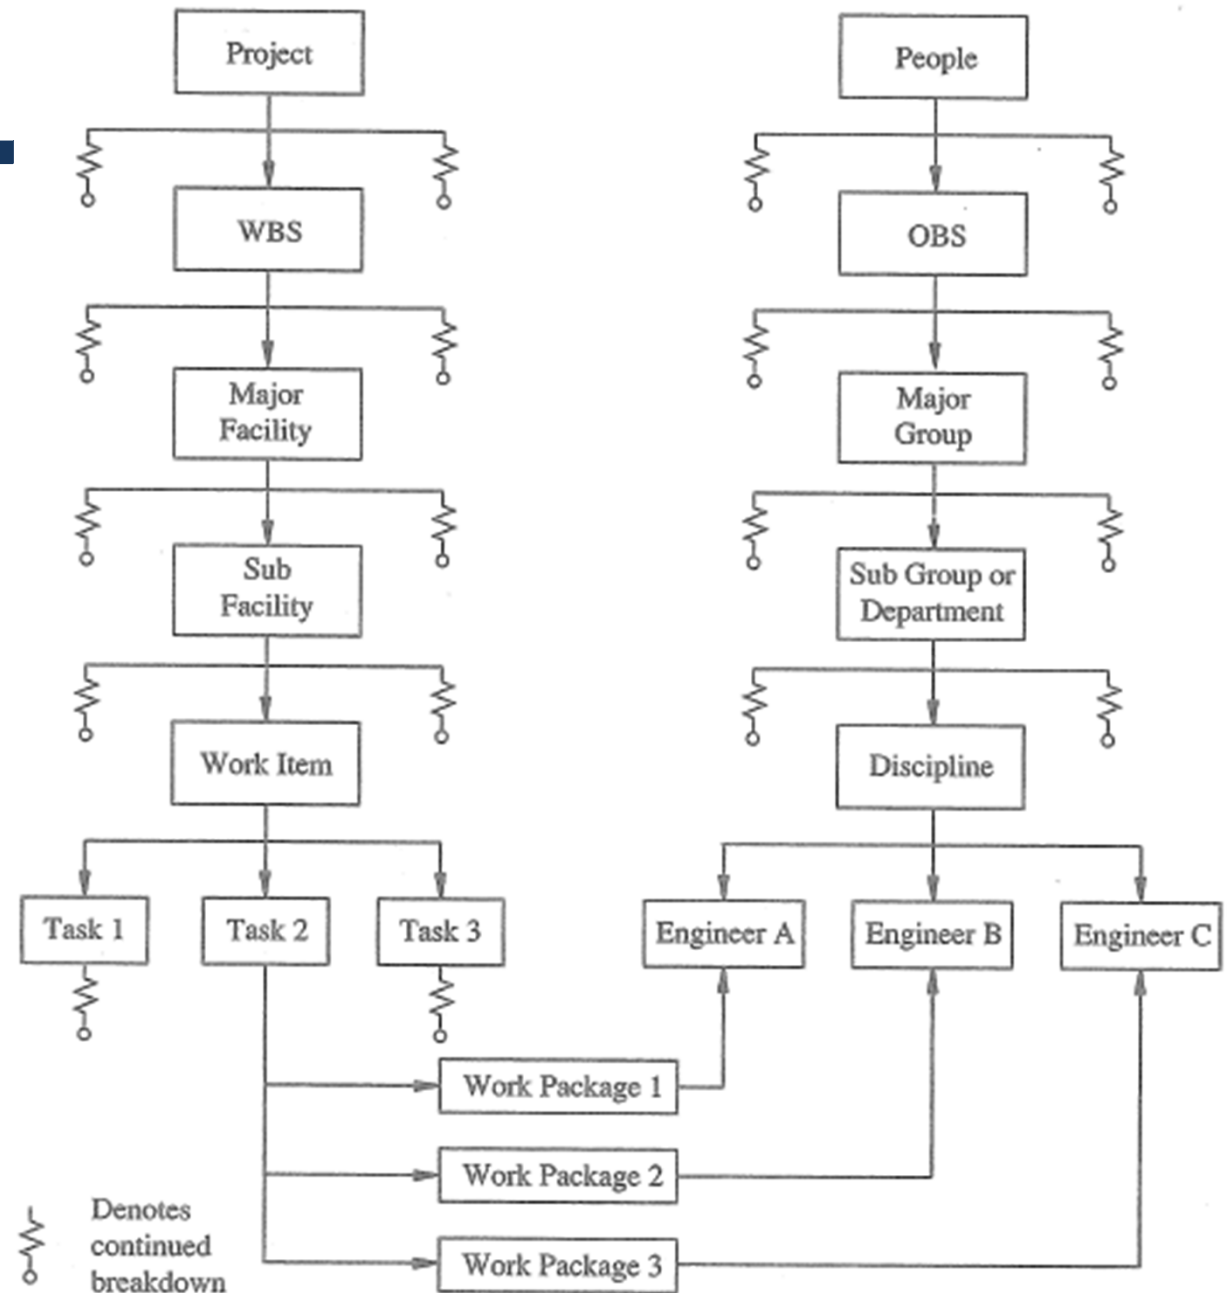 Project
People
WBS
OBS
Major
Facility
Major
Group
Sub
Facility
Sub Group or
Department
Work Item
Discipline
Task 1
Task 2
Task 3
Engineer A
Engineer B
Engineer C
Work Package 1
Work Package 2
Work Package 3
Denotes
continued
breakdown